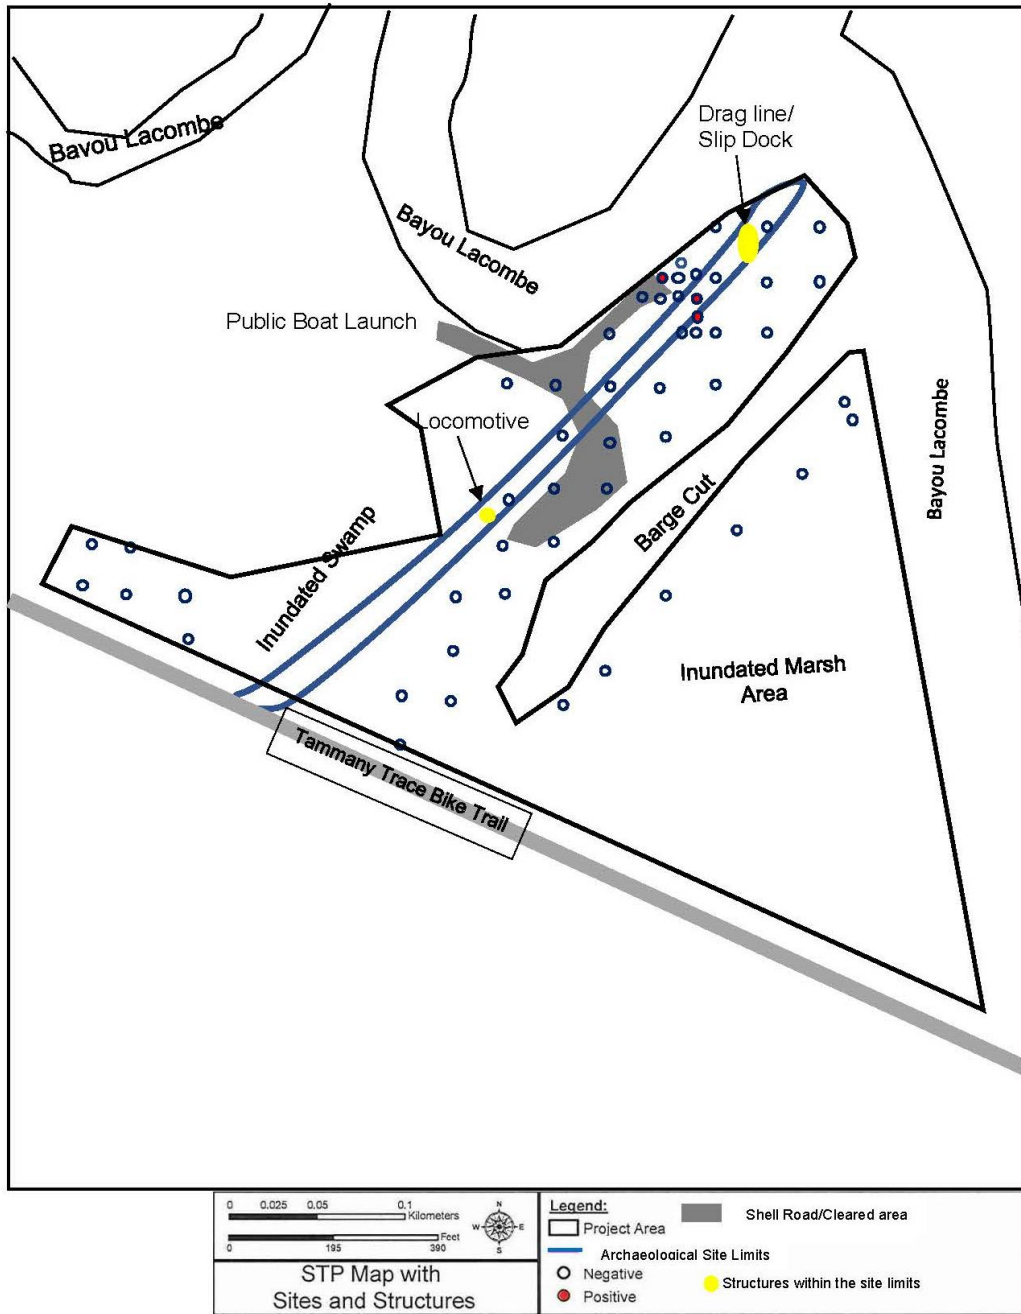 Bavou Lacombe
Drag line/
Slip Dock
Bayou Lacombe
Public Boat Launch
Locomotive
Bayou Lacombe
Barge Cut
Inundated Swamp
Inundated Marsh
Area
Tammany Trace Bike Trail
0 0.025 0.05 0.1
Kilometers
Feet
0 195 390
N
W E
S
STP Map with
Sites and Structures
Legend:
Project Area
Shell Road/Cleared area
Archaeological Site Limits
Negative
Structures within the site limits
Positive